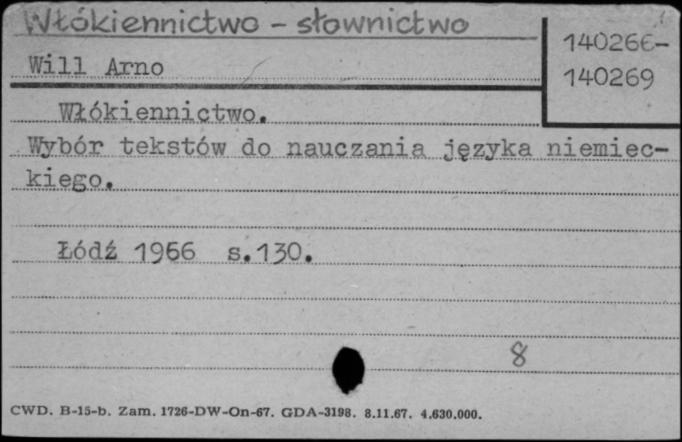 Włókiennictwo - słownictwo
140266-
140269
Will Arno
Włókiennictwo.
Wybór tekstów do nauczania języka niemiec-
kiego.
Łódź 1966 s.130.
8
CWD. B-15-b. Zam. 1726-DW-On-67. GDA-3198. 8.11.67. 4.630.000.